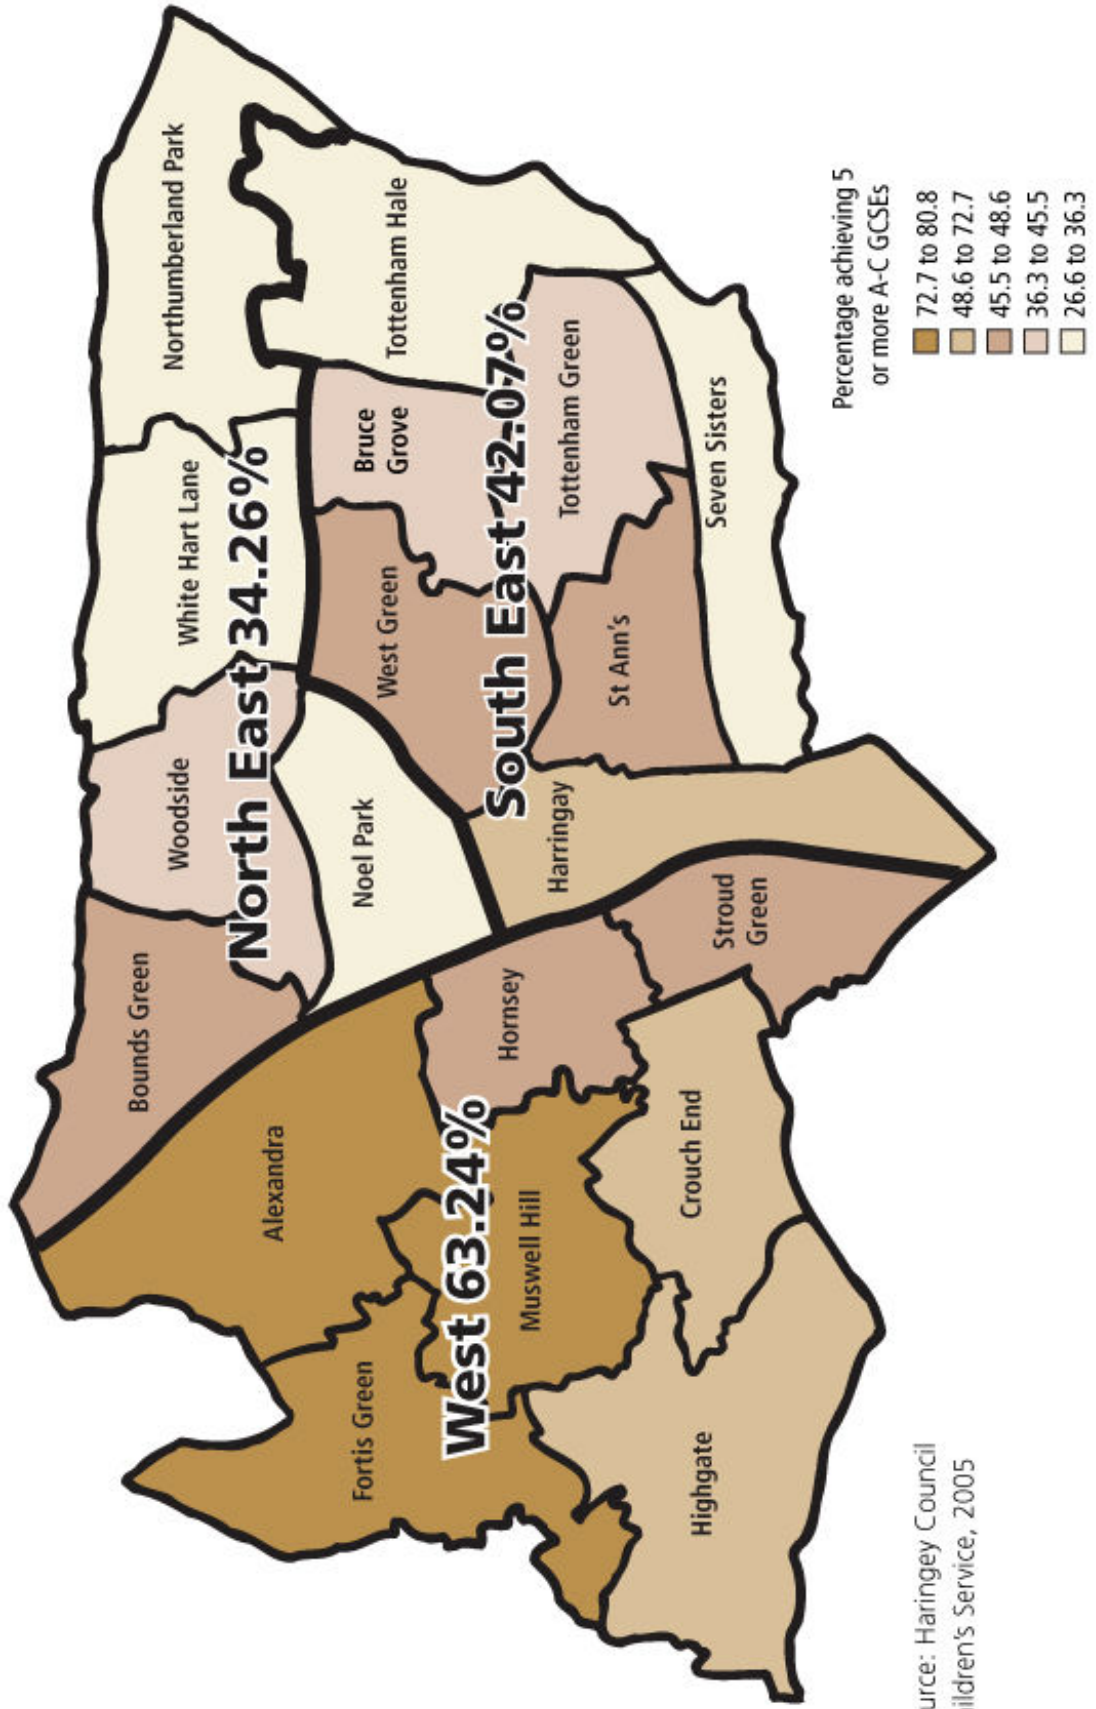 Northumberland Park
White Hart Lane
Woodside
Bounds Green
North East 34.26%
Noel Park
Alexandra
Fortis Green
Tottenham Hale
Bruce
Grove
West Green
South East 42.07%
Tottenham Green
St Ann's
Seven Sisters
Harringay
Stroud
Green
Hornsey
West 63.24%
Muswell Hill
Crouch End
Highgate
Percentage achieving 5
or more A-C GCSEs
72.7 to 80.8
48.6 to 72.7
45.5 to 48.6
36.3 to 45.5
26.6 to 36.3
urce: Haringey Council
ildren's Service, 2005